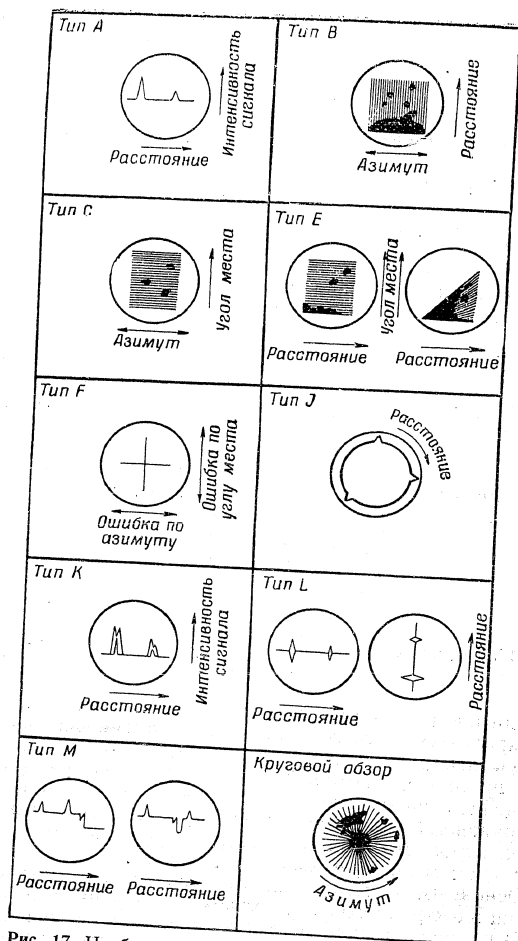 Тип A
Интенсивность
сигнала
Расстояние
Тип B
Расстояние
Азимут
Тип C
Угол места
Азимут
Тип E
Угол места
Расстояние
Расстояние
Тип F
Ошибка по
углу места
Ошибка по
азимуту
Тип J
Расстояние
Тип K
Интенсивность
сигнала
Расстояние
Тип L
Расстояние
Расстояние
Тип M
Расстояние
Расстояние
Круговой обзор
Азимут
Рис. 17